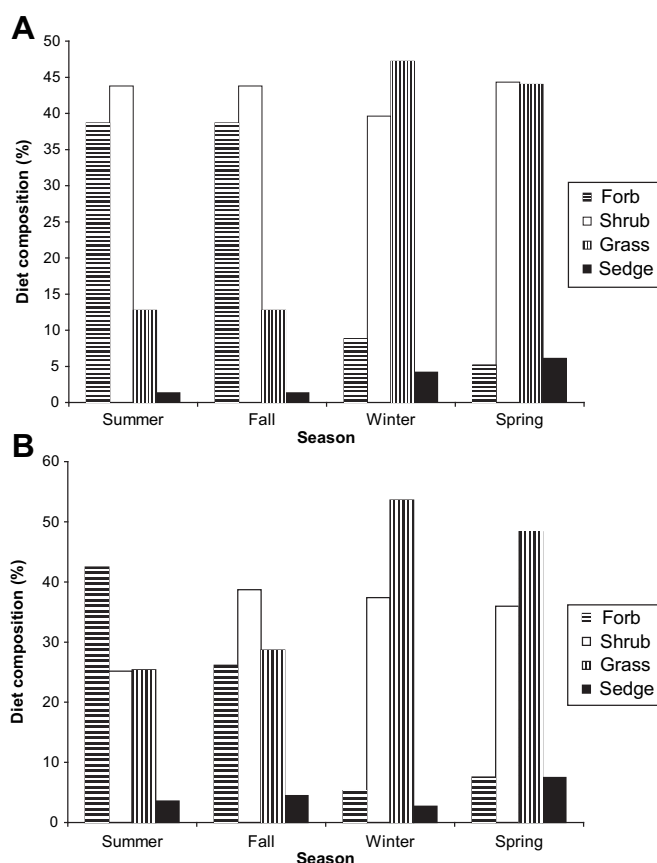 A
Diet composition (%)
50
45
40
35
30
25
20
15
10
5
0
Summer Fall Winter Spring
Season
Forb
Shrub
Grass
Sedge
B
Diet composition (%)
60
50
40
30
20
10
0
Summer Fall Winter Spring
Season
Forb
Shrub
Grass
Sedge